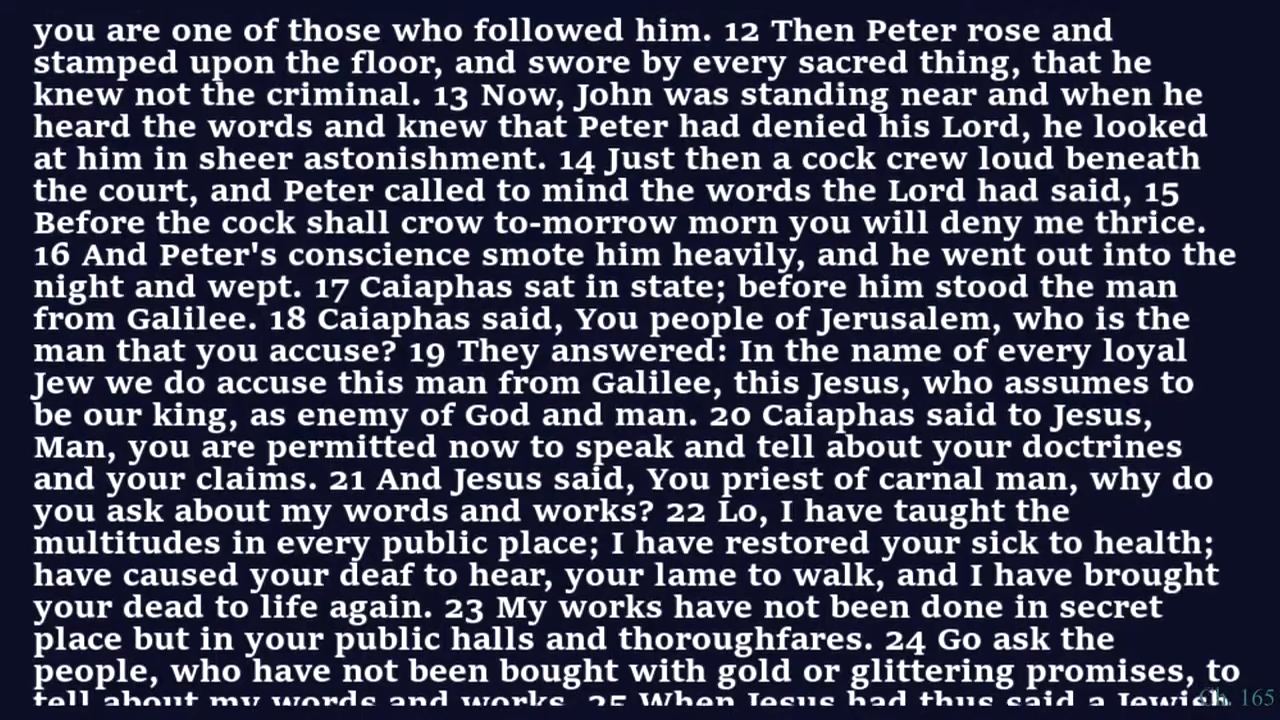 you are one of those who followed him. 12 Then Peter rose and
stamped upon the floor, and swore by every sacred thing, that he
knew not the criminal. 13 Now, John was standing near and when he
heard the words and knew that Peter had denied his Lord, he looked
at him in sheer astonishment. 14 Just then a cock crew loud beneath
the court, and Peter called to mind the words the Lord had said, 15
Before the cock shall crow to-morrow morn you will deny me thrice.
16 And Peter's conscience smote him heavily, and he went out into the
night and wept. 17 Caiaphas sat in state; before him stood the man
from Galilee. 18 Caiaphas said, You people of Jerusalem, who is the
man that you accuse? 19 They answered: In the name of every loyal
Jew we do accuse this man from Galilee, this Jesus, who assumes to
be our king, as enemy of God and man. 20 Caiaphas said to Jesus,
Man, you are permitted now to speak and tell about your doctrines
and your claims. 21 And Jesus said, You priest of carnal man, why do
you ask about my words and works? 22 Lo, I have taught the
multitudes in every public place; I have restored your sick to health;
have caused your deaf to hear, your lame to walk, and I have brought
your dead to life again. 23 My works have not been done in secret
place but in your public halls and thoroughfares. 24 Go ask the
people, who have not been bought with gold or glittering promises, to
tell about my words and works. 25 When Jesus had thus said a Jewish
Ch. 165